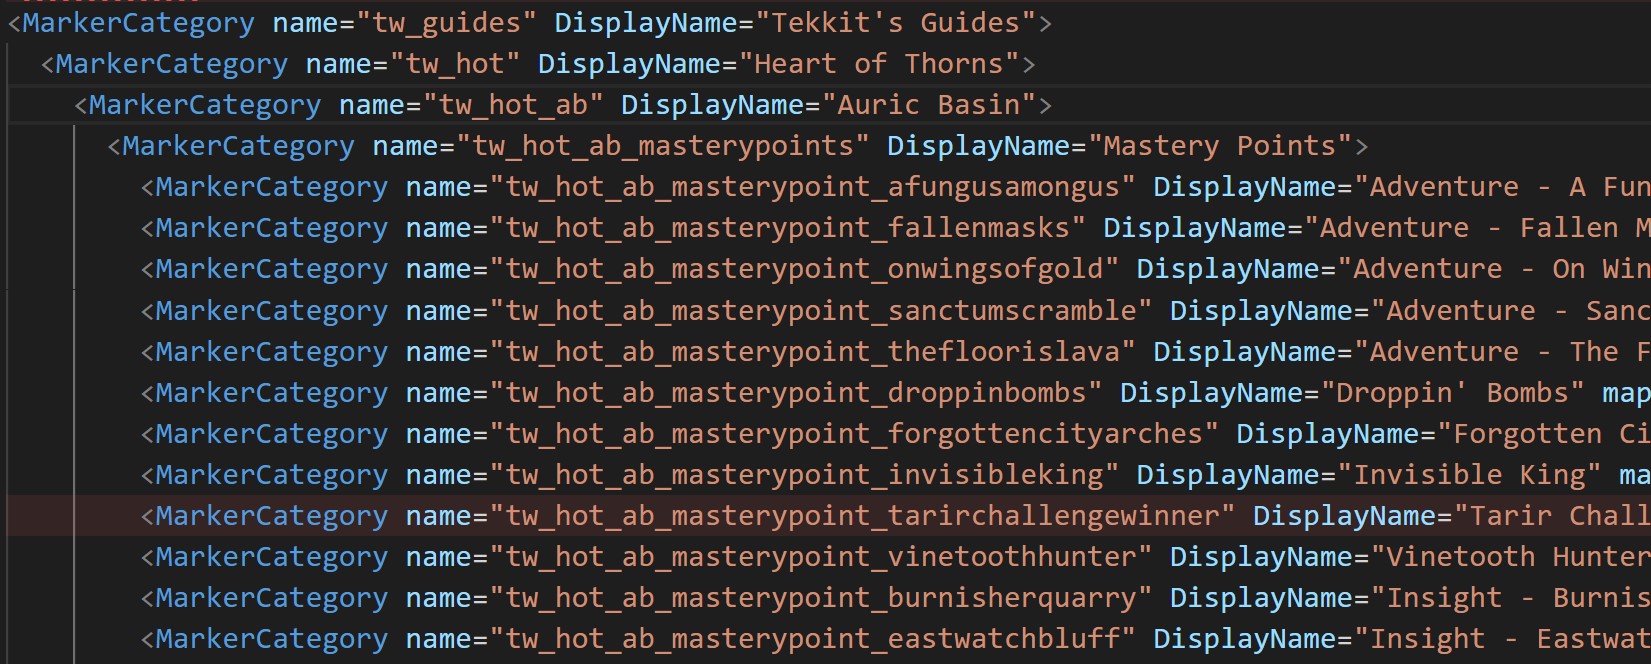 <MarkerCategory name="tw_guides" DisplayName="Tekkit's Guides">
<MarkerCategory name="tw_hot" DisplayName="Heart of Thorns">
<MarkerCategory name="tw_hot_ab" DisplayName="Auric Basin">
<MarkerCategory name="tw_hot_ab_masterypoints" DisplayName="Mastery Points">
<MarkerCategory name="tw_hot_ab_masterypoint_afungusamongus" DisplayName="Adventure - A Fun
<MarkerCategory name="tw_hot_ab_masterypoint_fallenmasks" DisplayName="Adventure - Fallen M
<MarkerCategory name="tw_hot_ab_masterypoint_onwingsofgold" DisplayName="Adventure - On Win
<MarkerCategory name="tw_hot_ab_masterypoint_sanctumscramble" DisplayName="Adventure - Sanc
<MarkerCategory name="tw_hot_ab_masterypoint_thefloorislava" DisplayName="Adventure - The F
<MarkerCategory name="tw_hot_ab_masterypoint_droppinbombs" DisplayName="Droppin' Bombs" map
<MarkerCategory name="tw_hot_ab_masterypoint_forgottencityarches" DisplayName="Forgotten Ci
<MarkerCategory name="tw_hot_ab_masterypoint_invisibleking" DisplayName="Invisible King" ma
<MarkerCategory name="tw_hot_ab_masterypoint_tarirchallengewinner" DisplayName="Tarir Chall
<MarkerCategory name="tw_hot_ab_masterypoint_vinetoothhunter" DisplayName="Vinetooth Hunter
<MarkerCategory name="tw_hot_ab_masterypoint_burnisherquarry" DisplayName="Insight - Burnis
<MarkerCategory name="tw_hot_ab_masterypoint_eastwatchbluff" DisplayName="Insight - Eastwat